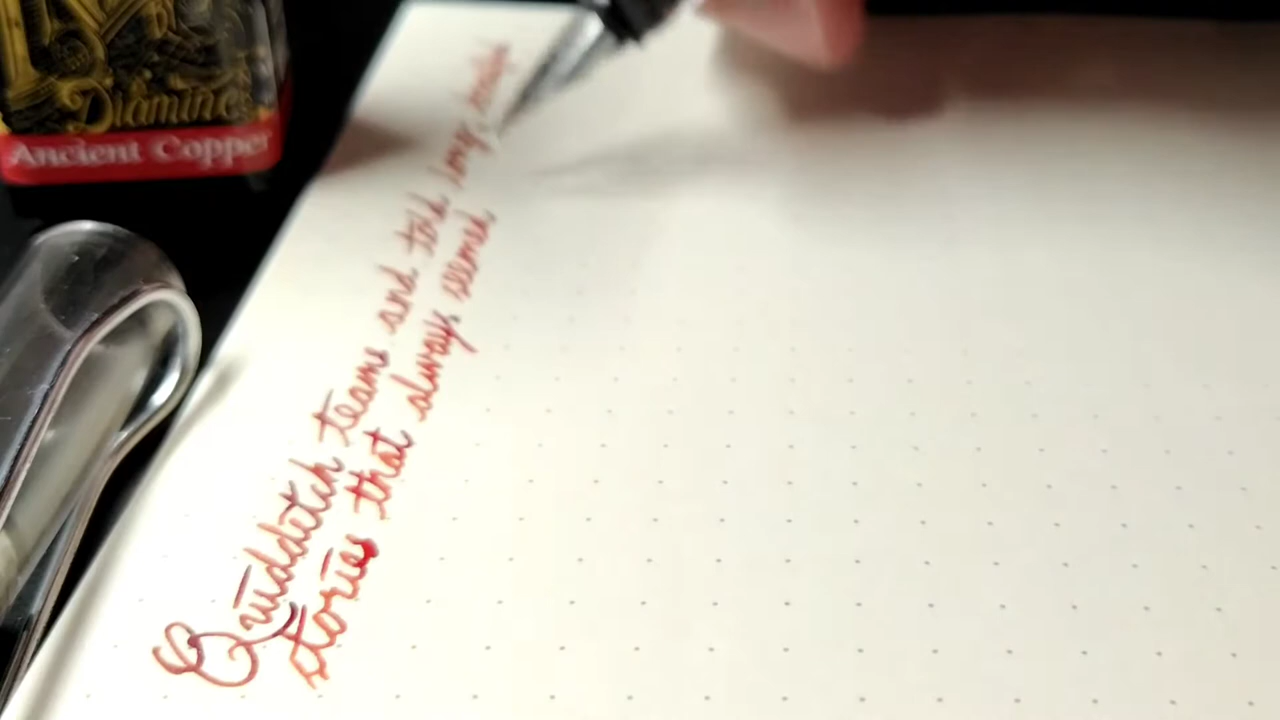 Diamine
Ancient Copper
Quidditch teams and told long,
stories that always seemed